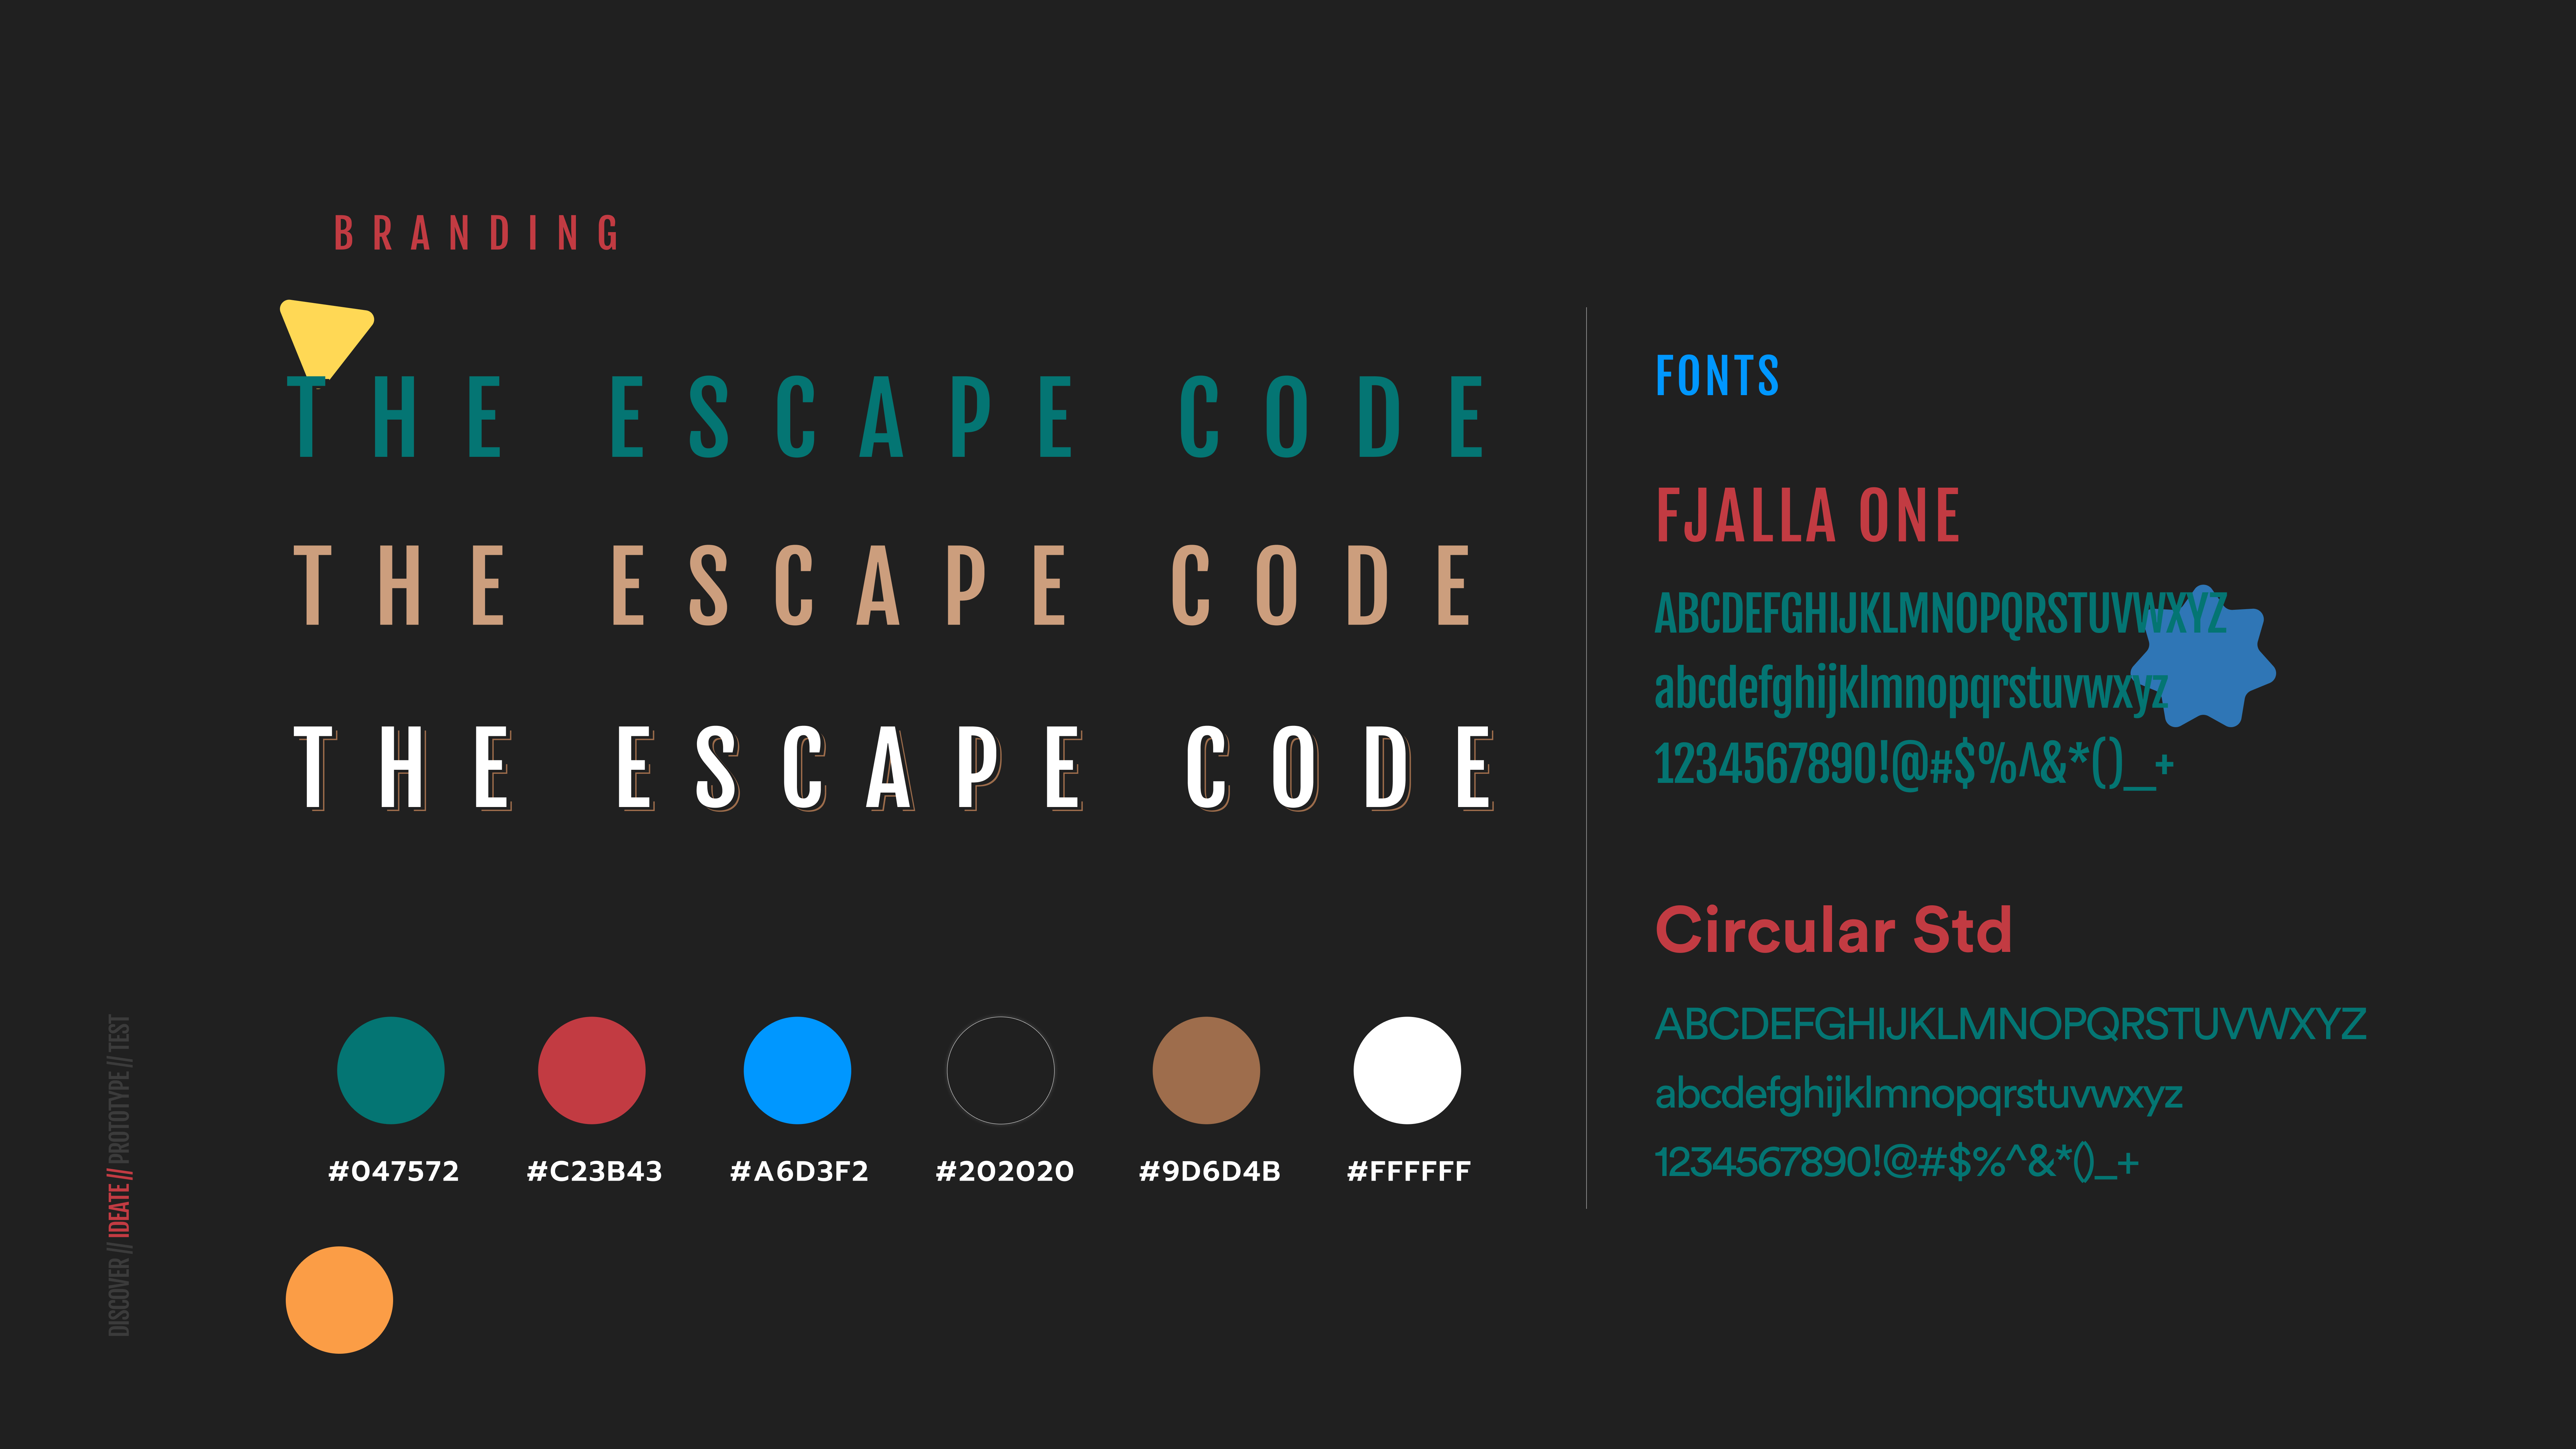 BRANDING
THE ESCAPE CODE
THE ESCAPE CODE
THE ESCAPE CODE
#047572
#C23B43
#A6D3F2
#202020
#9D6D4B
#FFFFFF
FONTS
FJALLA ONE
ABCDEFGHIJKLMNOPQRSTUVWXYZ
abcdefghijklmnopqrstuvwxyz
1234567890!@#$%^&*()_+
Circular Std
ABCDEFGHIJKLMNOPQRSTUVWXYZ
abcdefghijklmnopqrstuvwxyz
1234567890!@#$%^&*()_+
DISCOVER // IDEATE // PROTOTYPE // TEST